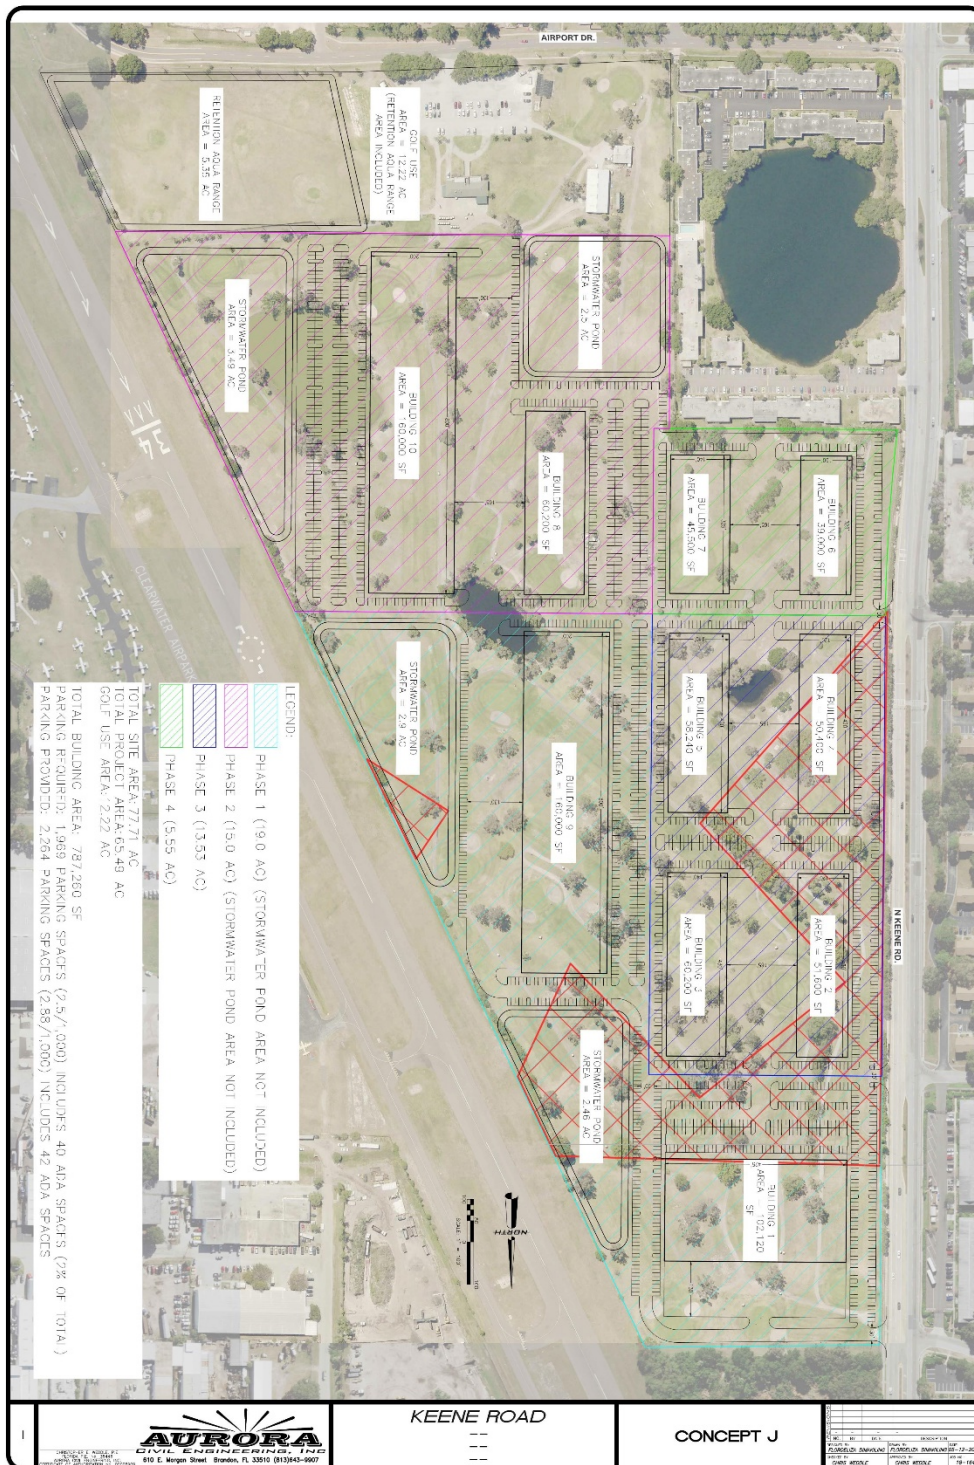 AIRPORT DR.
N KEENE RD.
RETENTION AQUA RANGE
AREA = 5.35 AC
GOLF USE
AREA = 12.22 AC
(RETENTION AQUA RANGE
AREA INCLUDED)
STORMWATER POND
AREA = 3.49 AC
STORMWATER POND
AREA = 2.5 AC
BUILDING 10
AREA = 160,000 SF
BUILDING 8
AREA = 60,200 SF
BUILDING 7
AREA = 45,500 SF
BUILDING 6
AREA = 39,000 SF
STORMWATER POND
AREA = 2.9 AC
BUILDING 9
AREA = 160,000 SF
BUILDING 5
AREA = 58,240 SF
BUILDING 4
AREA = 50,400 SF
BUILDING 3
AREA = 60,200 SF
BUILDING 2
AREA = 51,600 SF
STORMWATER POND
AREA = 2.46 AC
BUILDING 1
AREA = 102,120
SF
34
CLEARWATER AIRPARK
NORTH
LEGEND:
PHASE 1 (19.0 AC) (STORMWATER POND AREA NOT INCLUDED)
PHASE 2 (15.0 AC) (STORMWATER POND AREA NOT INCLUDED)
PHASE 3 (13.53 AC)
PHASE 4 (5.55 AC)
TOTAL SITE AREA: 77.71 AC
TOTAL PROJECT AREA: 65.49 AC
GOLF USE AREA: 12.22 AC
TOTAL BUILDING AREA: 787,260 SF
PARKING REQUIRED: 1,969 PARKING SPACES (2.5/1,000) INCLUDES 40 ADA SPACES (2% OF TOTAL)
PARKING PROVIDED: 2,264 PARKING SPACES (2.88/1,000) INCLUDES 42 ADA SPACES
1
AURORA
CIVIL ENGINEERING, INC
610 E. Morgan Street Brandon, FL 33510 (813)643-9907
KEENE ROAD
--
--
--
CONCEPT J